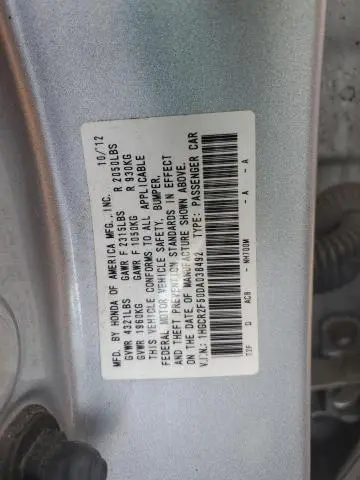 MFD. BY HONDA OF AMERICA MFG., INC. 10/12
GVWR 4321LBS GAWR F 2315LBS R 2050LBS
GVWR 1960KG GAWR F 1050KG R 930KG
THIS VEHICLE CONFORMS TO ALL APPLICABLE
FEDERAL MOTOR VEHICLE SAFETY, BUMPER,
AND THEFT PREVENTION STANDARDS IN EFFECT
ON THE DATE OF MANUFACTURE SHOWN ABOVE.
V.I.N.: 1HGCR2F50DA038492 TYPE: PASSENGER CAR
T2F D ACB - NH700M - A - A